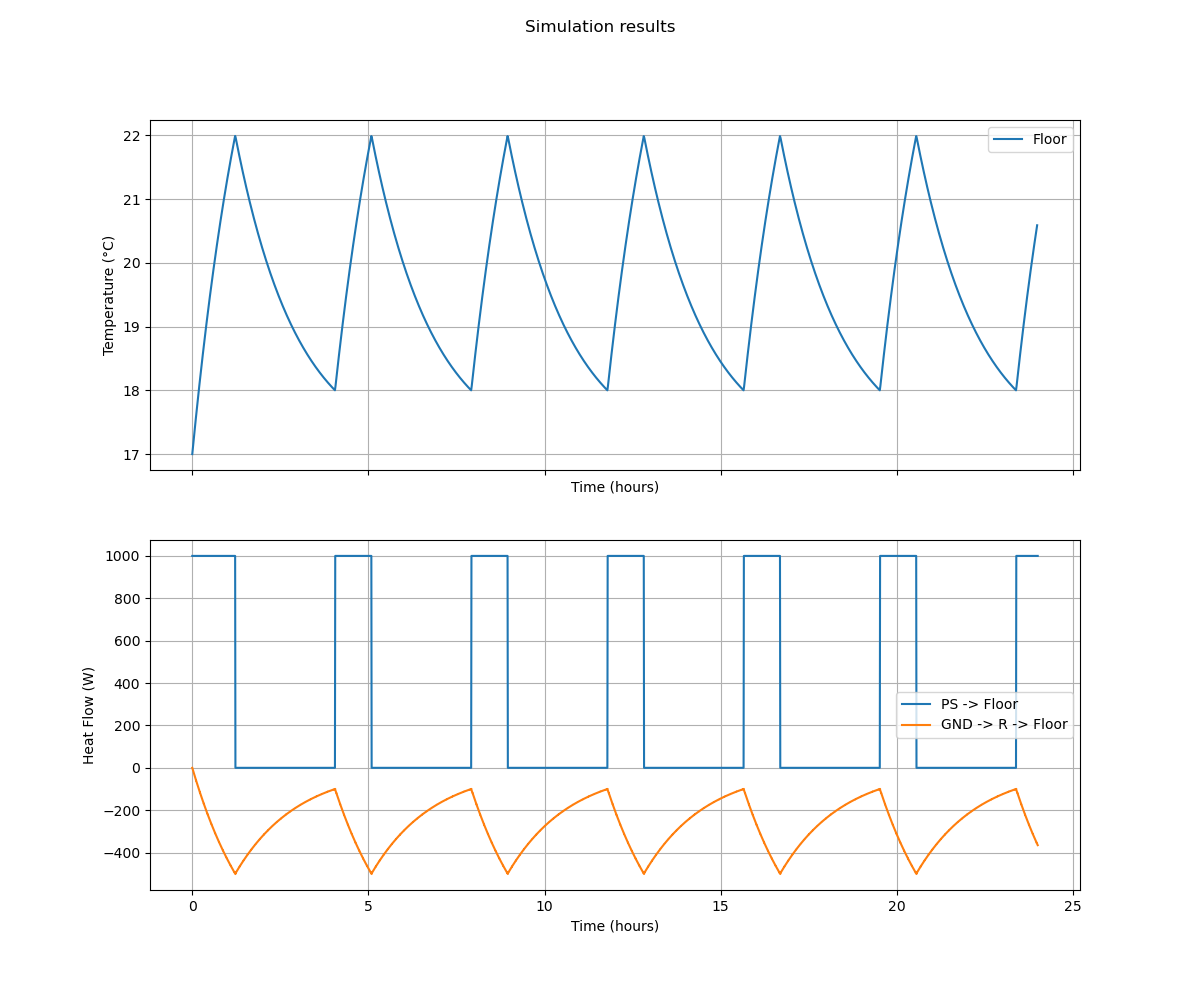 Simulation results
22
21
20
19
18
17
Temperature (°C)
Floor
Time (hours)
1000
800
600
400
200
0
−200
−400
Heat Flow (W)
PS -> Floor
GND -> R -> Floor
0 5 10 15 20 25
Time (hours)